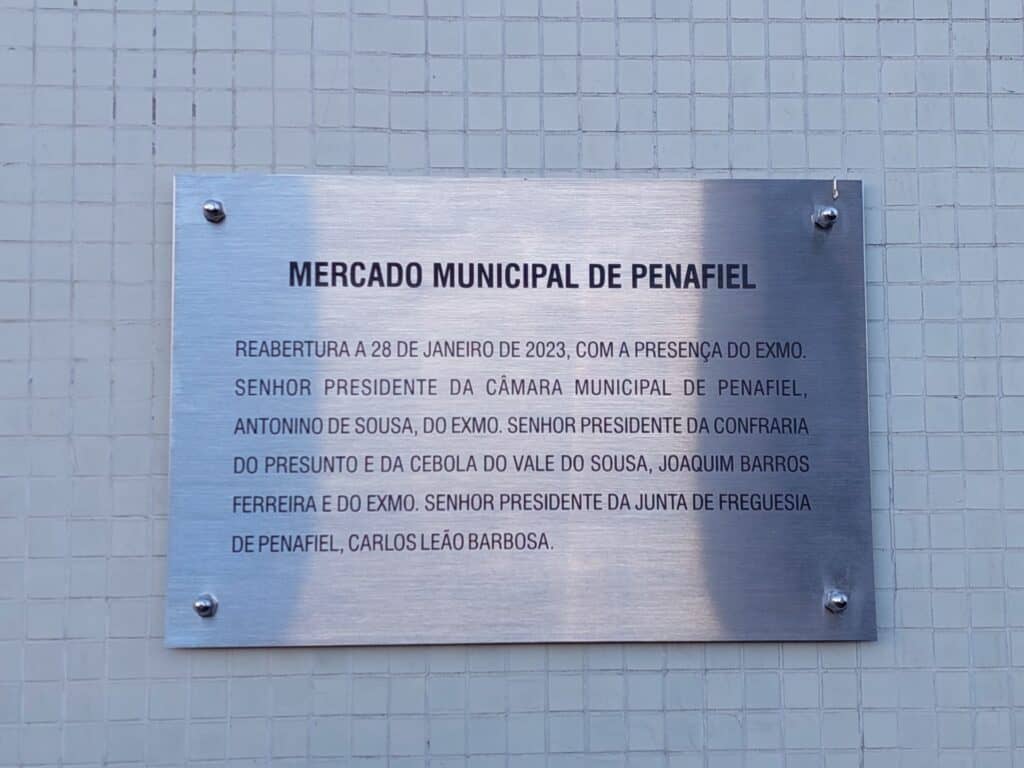 MERCADO MUNICIPAL DE PENAFIEL
REABERTURA A 28 DE JANEIRO DE 2023, COM A PRESENÇA DO EXMO.
SENHOR PRESIDENTE DA CÂMARA MUNICIPAL DE PENAFIEL,
ANTONINO DE SOUSA, DO EXMO. SENHOR PRESIDENTE DA CONFRARIA
DO PRESUNTO E DA CEBOLA DO VALE DO SOUSA, JOAQUIM BARROS
FERREIRA E DO EXMO. SENHOR PRESIDENTE DA JUNTA DE FREGUESIA
DE PENAFIEL, CARLOS LEÃO BARBOSA.